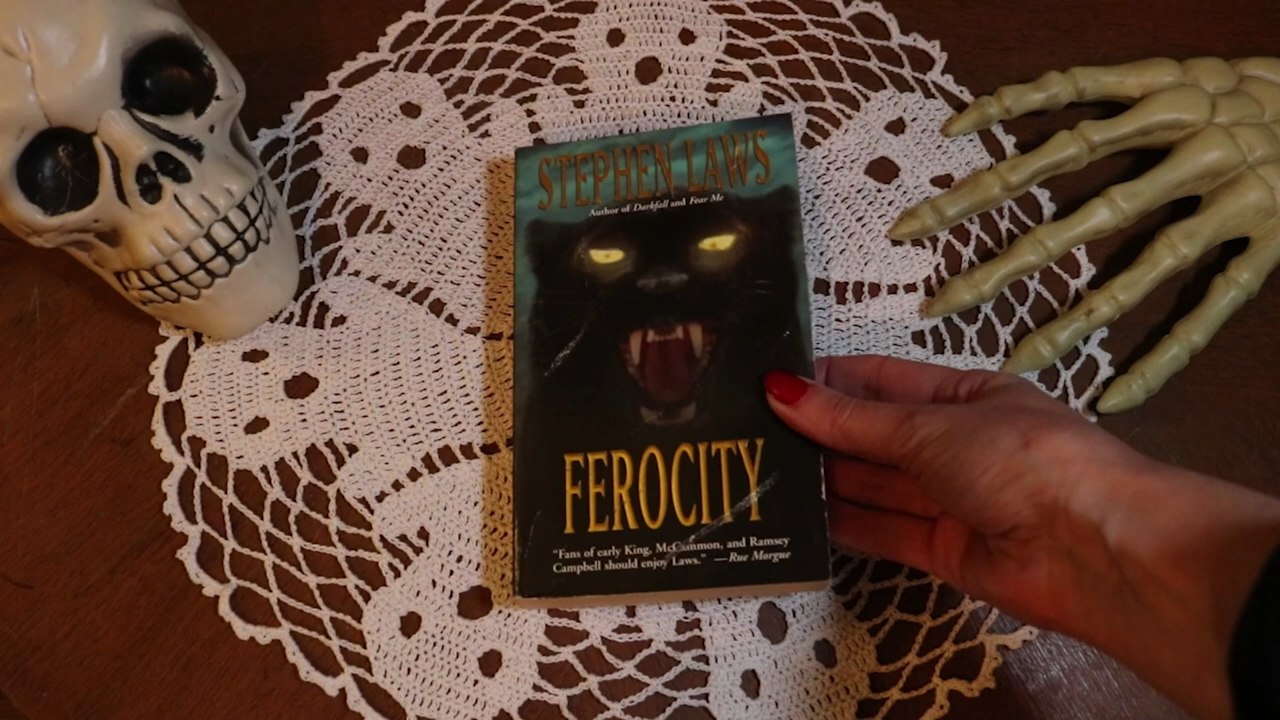 STEPHEN LAWS
Author of Darkfall and Fear Me
FEROCITY
"Fans of early King, McCammon, and Ramsey
Campbell should enjoy Laws." —Rue Morgue